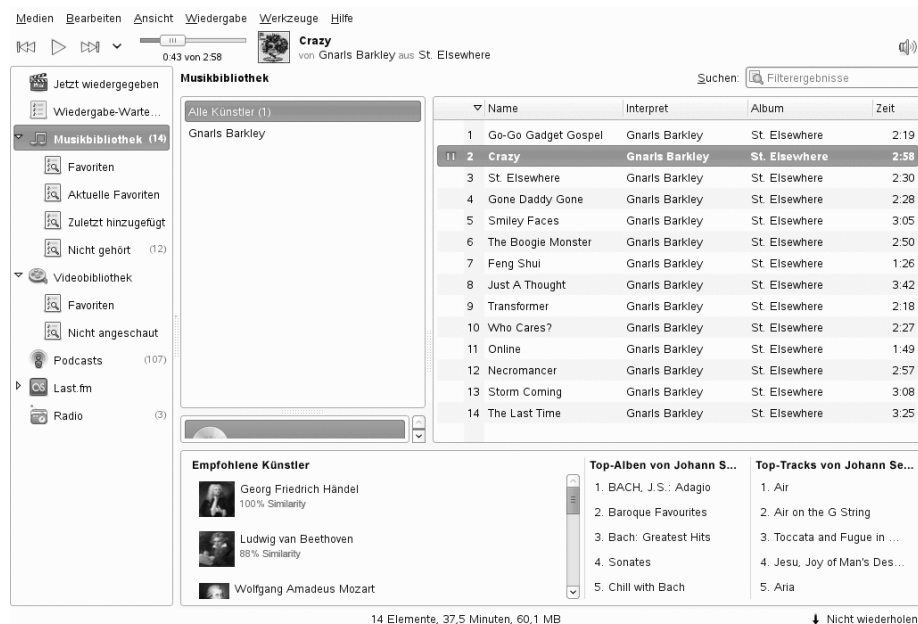 Medien Bearbeiten Ansicht Wiedergabe Werkzeuge Hilfe
Crazy
0:43 von 2:58
von Gnarls Barkley aus St. Elsewhere
Jetzt wiedergegeben
Wiedergabe-Warte...
Musikbibliothek (14)
Favoriten
Aktuelle Favoriten
Zuletzt hinzugefügt
Nicht gehört (12)
Videobibliothek
Favoriten
Nicht angeschaut
Podcasts (107)
Last.fm
Radio (3)
Musikbibliothek
Suchen: Filterergebnisse
Alle Künstler (1)
Gnarls Barkley
Name Interpret Album Zeit
1 Go-Go Gadget Gospel Gnarls Barkley St. Elsewhere 2:19
2 Crazy Gnarls Barkley St. Elsewhere 2:58
3 St. Elsewhere Gnarls Barkley St. Elsewhere 2:30
4 Gone Daddy Gone Gnarls Barkley St. Elsewhere 2:28
5 Smiley Faces Gnarls Barkley St. Elsewhere 3:05
6 The Boogie Monster Gnarls Barkley St. Elsewhere 2:50
7 Feng Shui Gnarls Barkley St. Elsewhere 1:26
8 Just A Thought Gnarls Barkley St. Elsewhere 3:42
9 Transformer Gnarls Barkley St. Elsewhere 2:18
10 Who Cares? Gnarls Barkley St. Elsewhere 2:27
11 Online Gnarls Barkley St. Elsewhere 1:49
12 Necromancer Gnarls Barkley St. Elsewhere 2:57
13 Storm Coming Gnarls Barkley St. Elsewhere 3:08
14 The Last Time Gnarls Barkley St. Elsewhere 3:25
Empfohlene Künstler
Georg Friedrich Händel
100% Similarity
Ludwig van Beethoven
88% Similarity
Wolfgang Amadeus Mozart
Top-Alben von Johann S...
1. BACH, J.S.: Adagio
2. Baroque Favourites
3. Bach: Greatest Hits
4. Sonates
5. Chill with Bach
Top-Tracks von Johann Se...
1. Air
2. Air on the G String
3. Toccata and Fugue in ...
4. Jesu, Joy of Man's Des...
5. Aria
14 Elemente, 37,5 Minuten, 60,1 MB
Nicht wiederholen